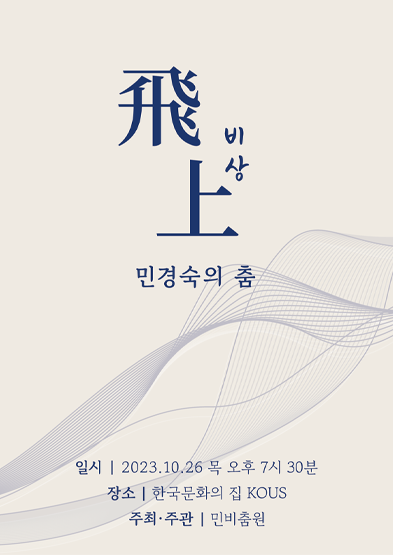 飛上
비상
민경숙의 춤
일시 | 2023.10.26 목 오후 7시 30분
장소 | 한국문화의 집 KOUS
주최·주관 | 민비춤원